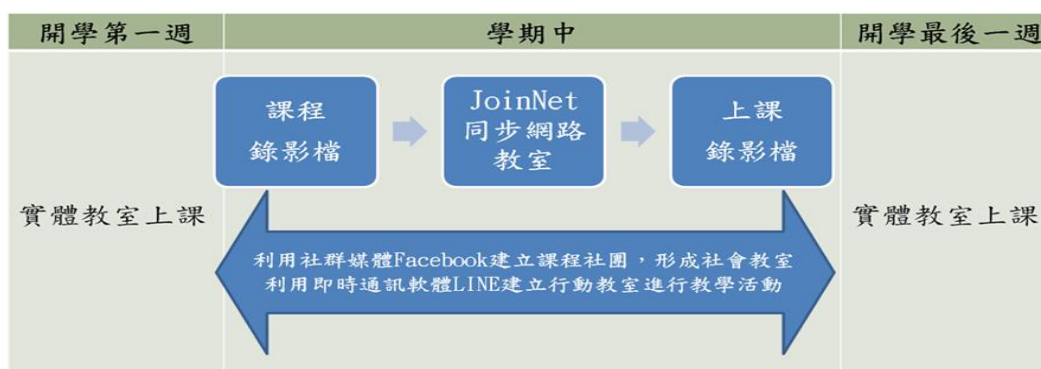 開學第一週
學期中
開學最後一週
課程
錄影檔
JoinNet
同步網路
教室
上課
錄影檔
實體教室上課
利用社群媒體Facebook建立課程社團，形成社會教室
利用即時通訊軟體LINE建立行動教室進行教學活動
實體教室上課